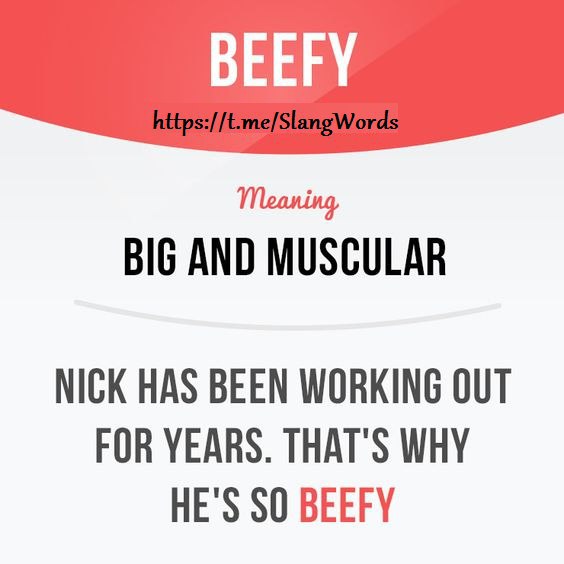 BEEFY
https://t.me/SlangWords
Meaning
BIG AND MUSCULAR
NICK HAS BEEN WORKING OUT
FOR YEARS. THAT'S WHY
HE'S SO BEEFY